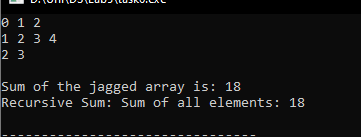 0 1 2
1 2 3 4
2 3
Sum of the jagged array is: 18
Recursive Sum: Sum of all elements: 18
--------------------------------